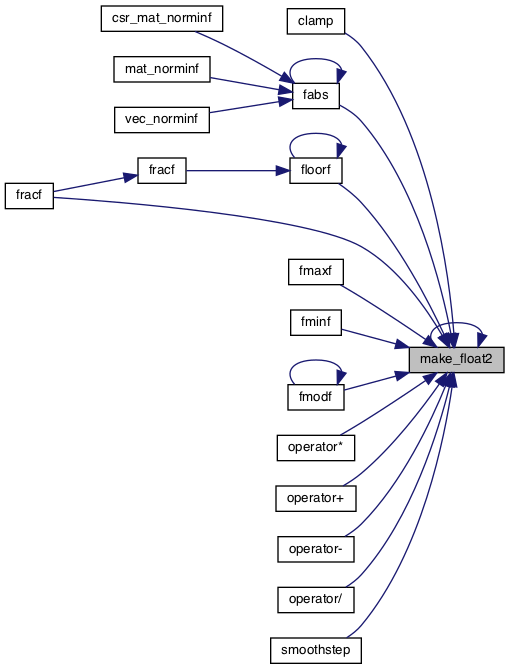 csr_mat_norminf
clamp
mat_norminf
fabs
vec_norminf
fracf
floorf
fracf
fmaxf
fminf
make_float2
fmodf
operator*
operator+
operator-
operator/
smoothstep